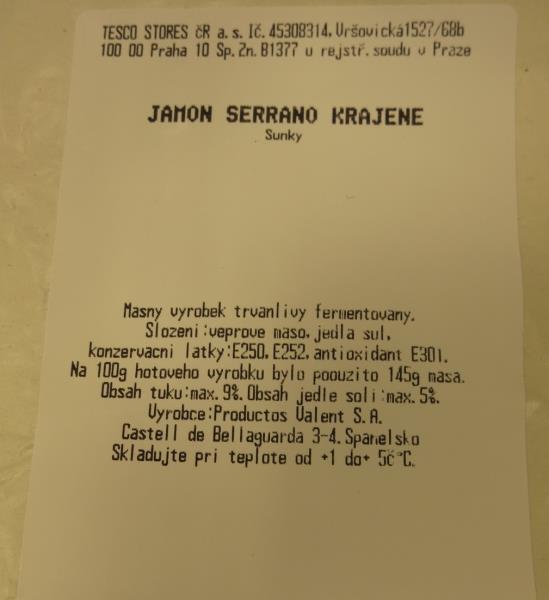 TESCO STORES ČR a.s. Ič.45308314,Vršovická1527/68b
100 00 Praha 10 Sp.Zn.B1377 u rejstř.soudu v Praze
JAMON SERRANO KRAJENE
Sunky
Masny vyrobek trvanlivy fermentovany.
Slozeni:veprove maso,jedla sul,
konzervacni latky:E250,E252,antioxidant E301.
Na 100g hotoveho vyrobku bylo poouzito 145g masa.
Obsah tuku:max.9%.Obsah jedle soli:max.5%.
Vyrobce:Productos Valent S.A.
Castell de Bellaguarda 3-4.Spanelsko
Skladujte pri teplote od +1 do+ 5č°C.